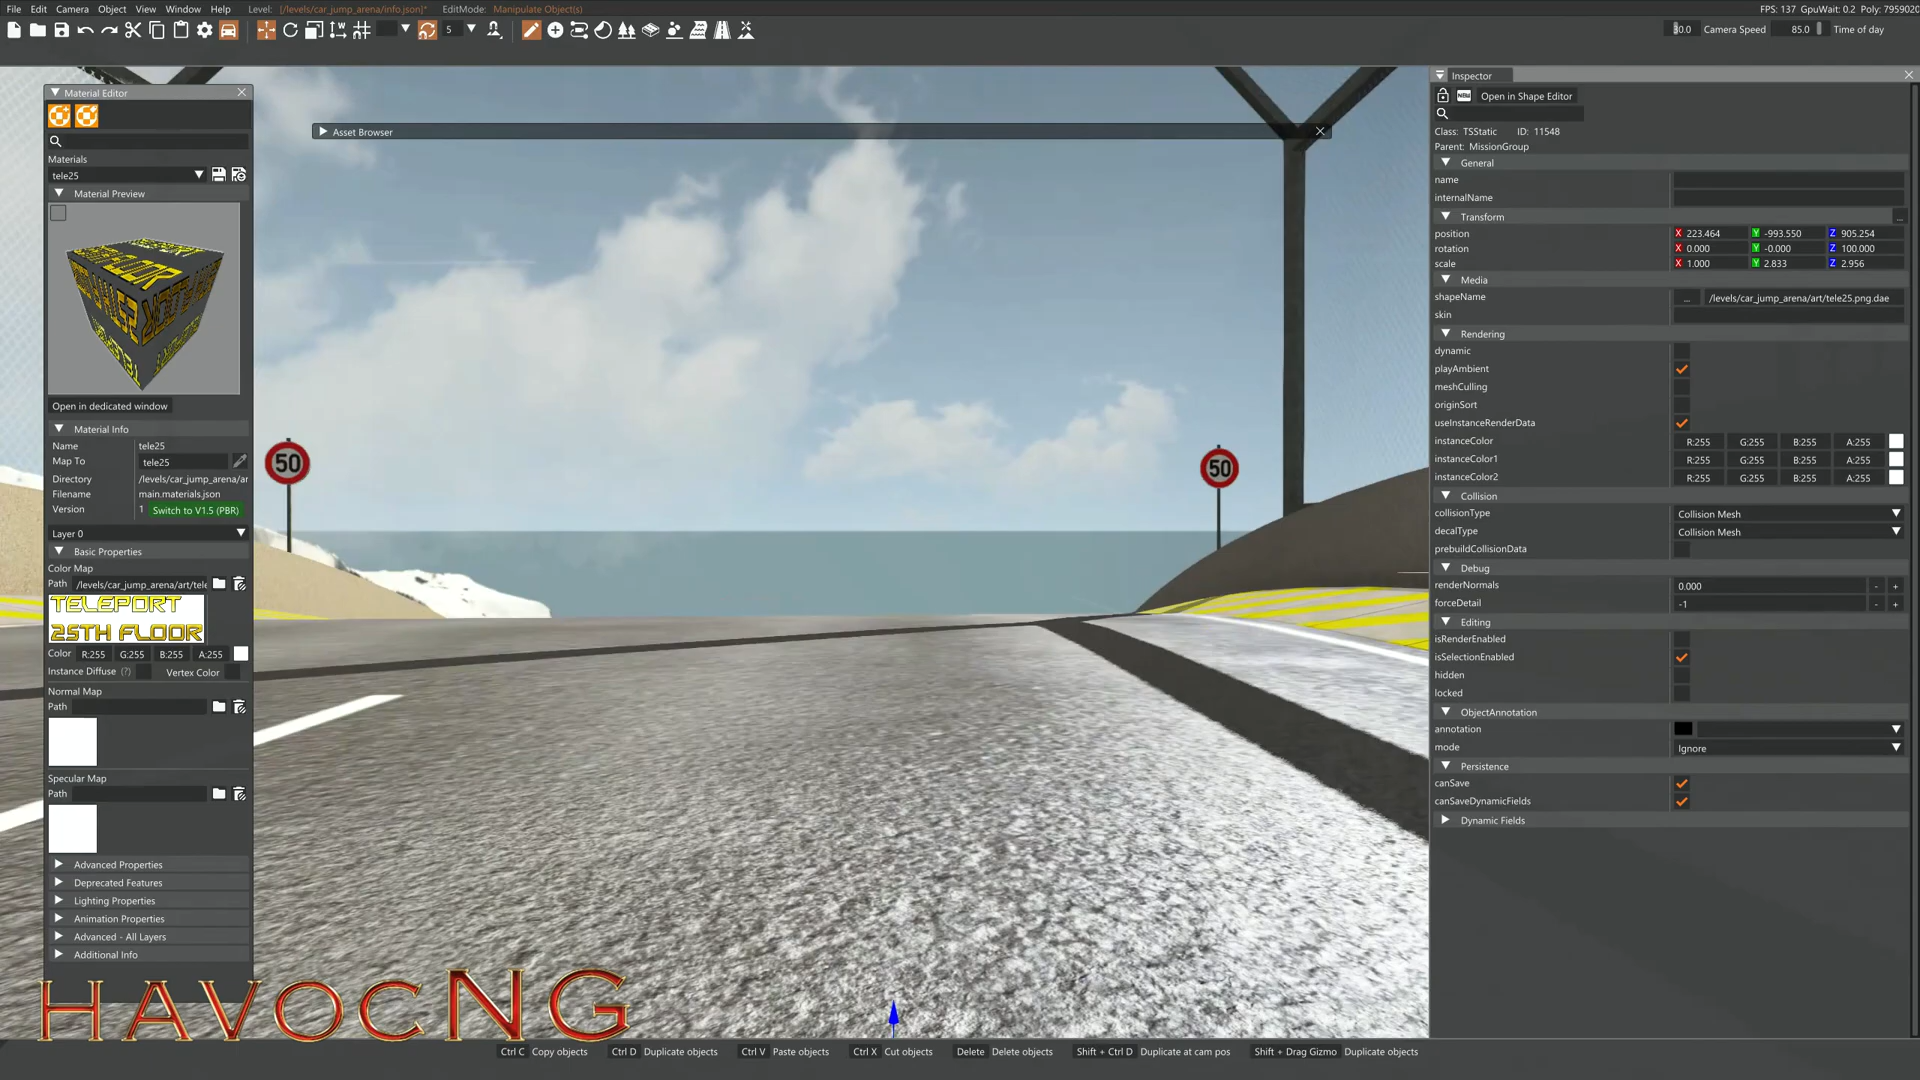 File Edit Camera Object View Window Help Level: [/levels/car_jump_arena/info.json]* EditMode: Manipulate Object(s)
FPS: 137 GpuWait: 0.2 Poly: 7959020
5
30.0 Camera Speed 85.0 Time of day
Material Editor
Materials
tele25
Material Preview
Open in dedicated window
Material Info
Name tele25
Map To tele25
Directory /levels/car_jump_arena/ar
Filename main.materials.json
Version 1 Switch to V1.5 (PBR)
Layer 0
Basic Properties
Color Map
Path /levels/car_jump_arena/art/tele
TELEPORT
25TH FLOOR
Color R:255 G:255 B:255 A:255
Instance Diffuse (?) Vertex Color
Normal Map
Path
Specular Map
Path
Advanced Properties
Deprecated Features
Lighting Properties
Animation Properties
Advanced - All Layers
Additional Info
Asset Browser
50
50
HAVOCNG
Inspector
NEW Open in Shape Editor
Class: TSStatic ID: 11548
Parent: MissionGroup
General
name
internalName
Transform
...
position X 223.464 Y -993.550 Z 905.254
rotation X 0.000 Y -0.000 Z 100.000
scale X 1.000 Y 2.833 Z 2.956
Media
shapeName ... /levels/car_jump_arena/art/tele25.png.dae
skin
Rendering
dynamic
playAmbient
meshCulling
originSort
useInstanceRenderData
instanceColor R:255 G:255 B:255 A:255
instanceColor1 R:255 G:255 B:255 A:255
instanceColor2 R:255 G:255 B:255 A:255
Collision
collisionType Collision Mesh
decalType Collision Mesh
prebuildCollisionData
Debug
renderNormals 0.000 - +
forceDetail -1 - +
Editing
isRenderEnabled
isSelectionEnabled
hidden
locked
ObjectAnnotation
annotation
mode Ignore
Persistence
canSave
canSaveDynamicFields
Dynamic Fields
Ctrl C Copy objects Ctrl D Duplicate objects Ctrl V Paste objects Ctrl X Cut objects Delete Delete objects Shift + Ctrl D Duplicate at cam pos Shift + Drag Gizmo Duplicate objects